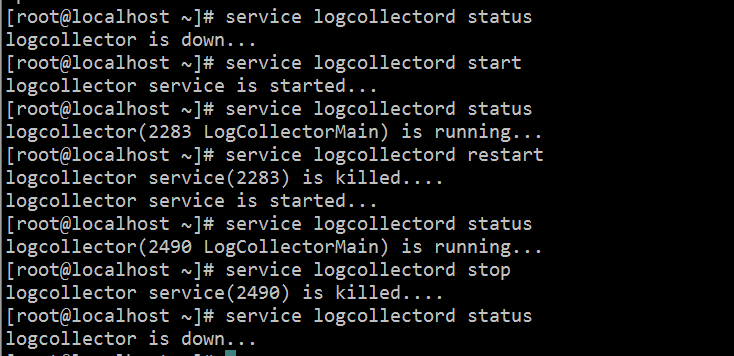 [root@localhost ~]# service logcollectord status
logcollector is down...
[root@localhost ~]# service logcollectord start
logcollector service is started...
[root@localhost ~]# service logcollectord status
logcollector(2283 LogCollectorMain) is running...
[root@localhost ~]# service logcollectord restart
logcollector service(2283) is killed....
logcollector service is started...
[root@localhost ~]# service logcollectord status
logcollector(2490 LogCollectorMain) is running...
[root@localhost ~]# service logcollectord stop
logcollector service(2490) is killed....
[root@localhost ~]# service logcollectord status
logcollector is down...
[root@localhost ~]#